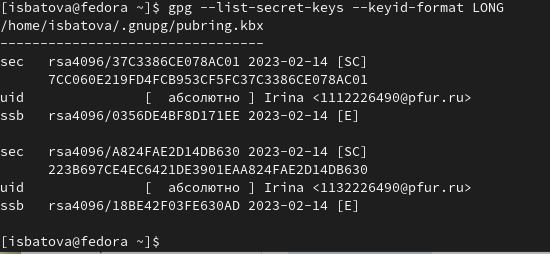 [isbatova@fedora ~]$ gpg --list-secret-keys --keyid-format LONG
/home/isbatova/.gnupg/pubring.kbx
---------------------------------
sec   rsa4096/37C3386CE078AC01 2023-02-14 [SC]
      7CC060E219FD4FCB953CF5FC37C3386CE078AC01
uid                 [  абсолютно ] Irina <1112226490@pfur.ru>
ssb   rsa4096/0356DE4BF8D171EE 2023-02-14 [E]

sec   rsa4096/A824FAE2D14DB630 2023-02-14 [SC]
      223B697CE4EC6421DE3901EAA824FAE2D14DB630
uid                 [  абсолютно ] Irina <1132226490@pfur.ru>
ssb   rsa4096/18BE42F03FE630AD 2023-02-14 [E]

[isbatova@fedora ~]$